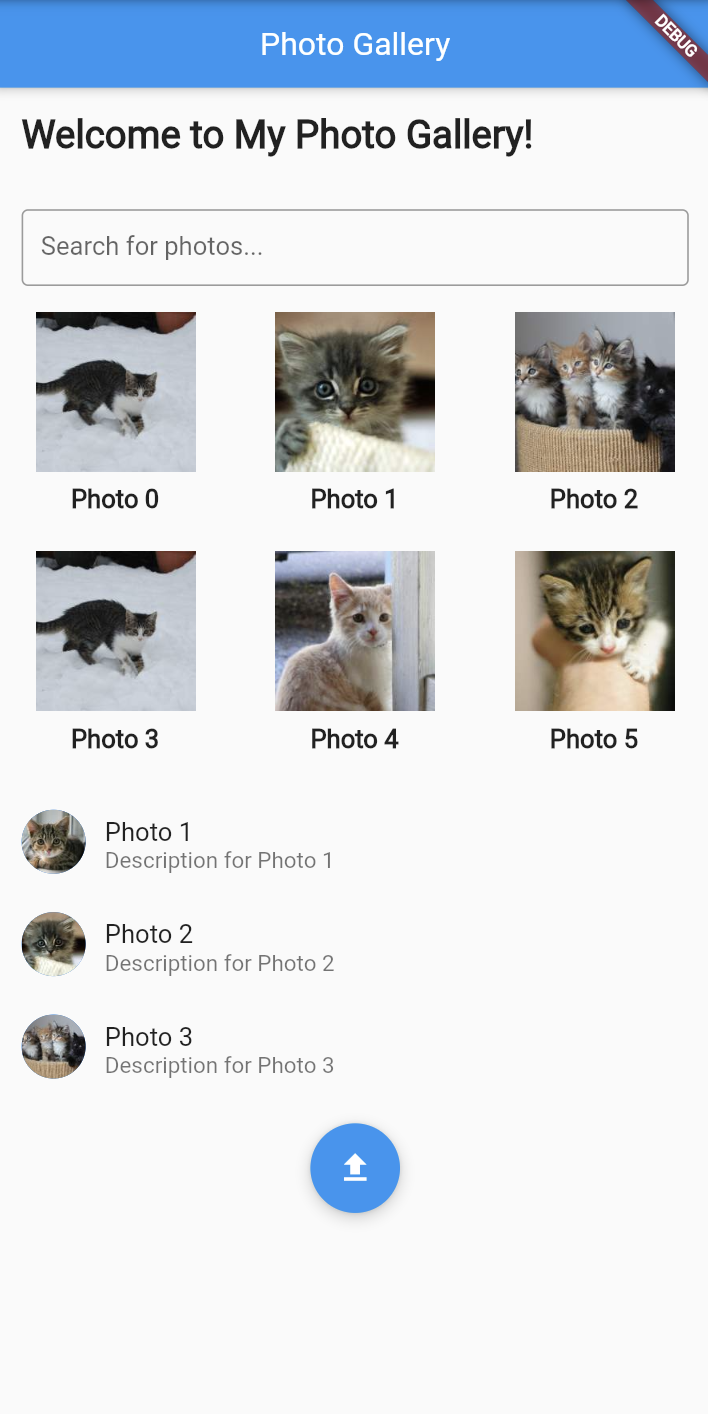 Photo Gallery
DEBUG
Welcome to My Photo Gallery!
Search for photos...
Photo 0
Photo 1
Photo 2
Photo 3
Photo 4
Photo 5
Photo 1
Description for Photo 1
Photo 2
Description for Photo 2
Photo 3
Description for Photo 3